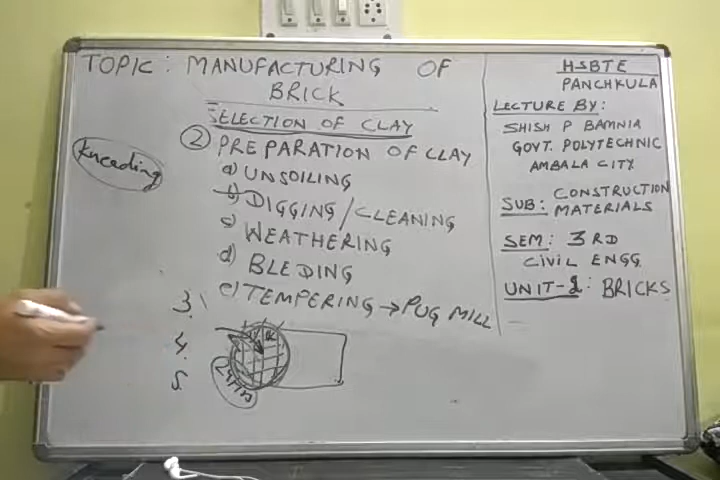 TOPIC: MANUFACTURING OF
BRICK
SELECTION OF CLAY
② PREPARATION OF CLAY
Kneeding
a) UNSOILING
b) DIGGING/CLEANING
c) WEATHERING
d) BLEDING
e) TEMPERING → PUG MILL
3.
4.
5.
HSBTE
PANCHKULA
LECTURE BY:
SHISH P BAMNIA
GOVT. POLYTECHNIC
AMBALA CITY
SUB: CONSTRUCTION
MATERIALS
SEM: 3RD
CIVIL ENGG.
UNIT-1: BRICKS